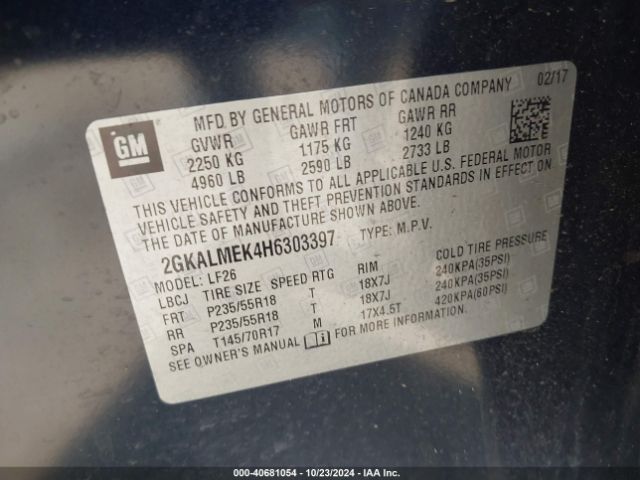 MFD BY GENERAL MOTORS OF CANADA COMPANY 02/17
GM
GVWR GAWR FRT GAWR RR
2250 KG 1175 KG 1240 KG
4960 LB 2590 LB 2733 LB
THIS VEHICLE CONFORMS TO ALL APPLICABLE U.S. FEDERAL MOTOR
VEHICLE SAFETY AND THEFT PREVENTION STANDARDS IN EFFECT ON
THE DATE OF MANUFACTURE SHOWN ABOVE.
2GKALMEK4H6303397 TYPE: M.P.V.
MODEL: LF26
LBCJ TIRE SIZE SPEED RTG RIM COLD TIRE PRESSURE
FRT P235/55R18 T 18X7J 240KPA(35PSI)
RR P235/55R18 T 18X7J 240KPA(35PSI)
SPA T145/70R17 M 17X4.5T 420KPA(60PSI)
SEE OWNER'S MANUAL FOR MORE INFORMATION.
000-40681054 | 10/23/2024 | IAA Inc.